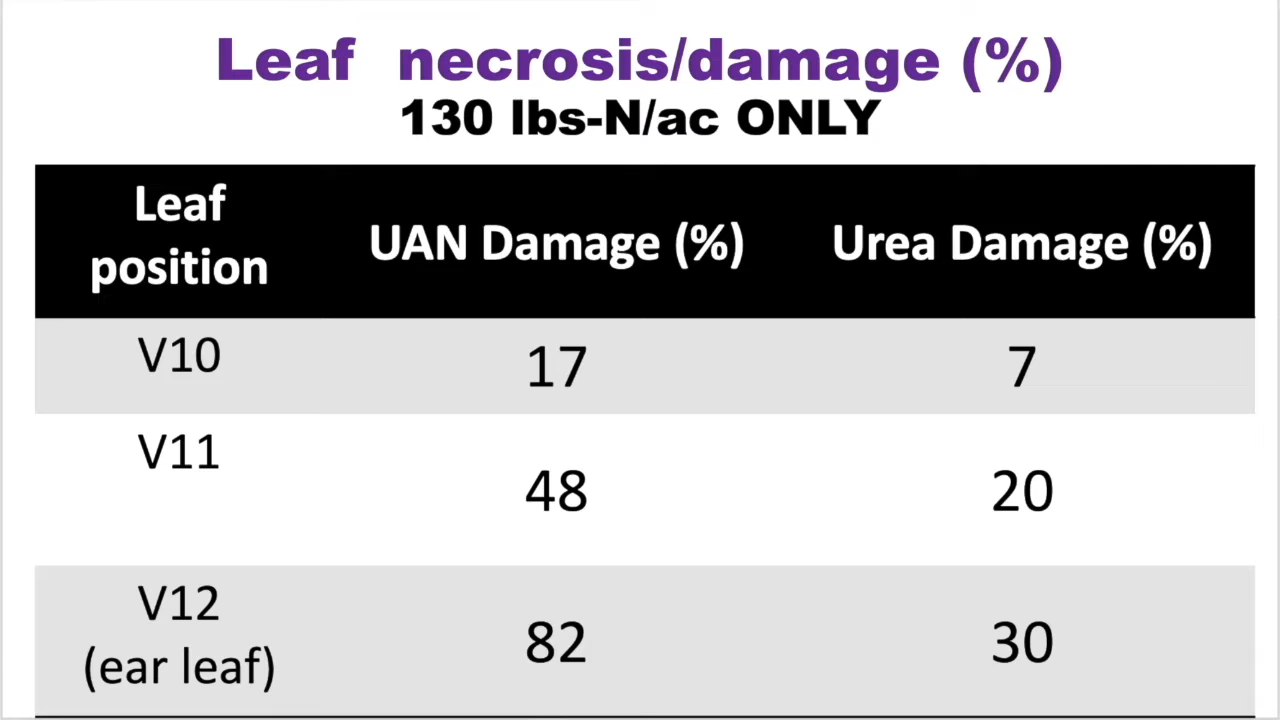 Leaf necrosis/damage (%)
130 lbs-N/ac ONLY
Leaf
position
UAN Damage (%)
Urea Damage (%)
V10
17
7
V11
48
20
V12
(ear leaf)
82
30